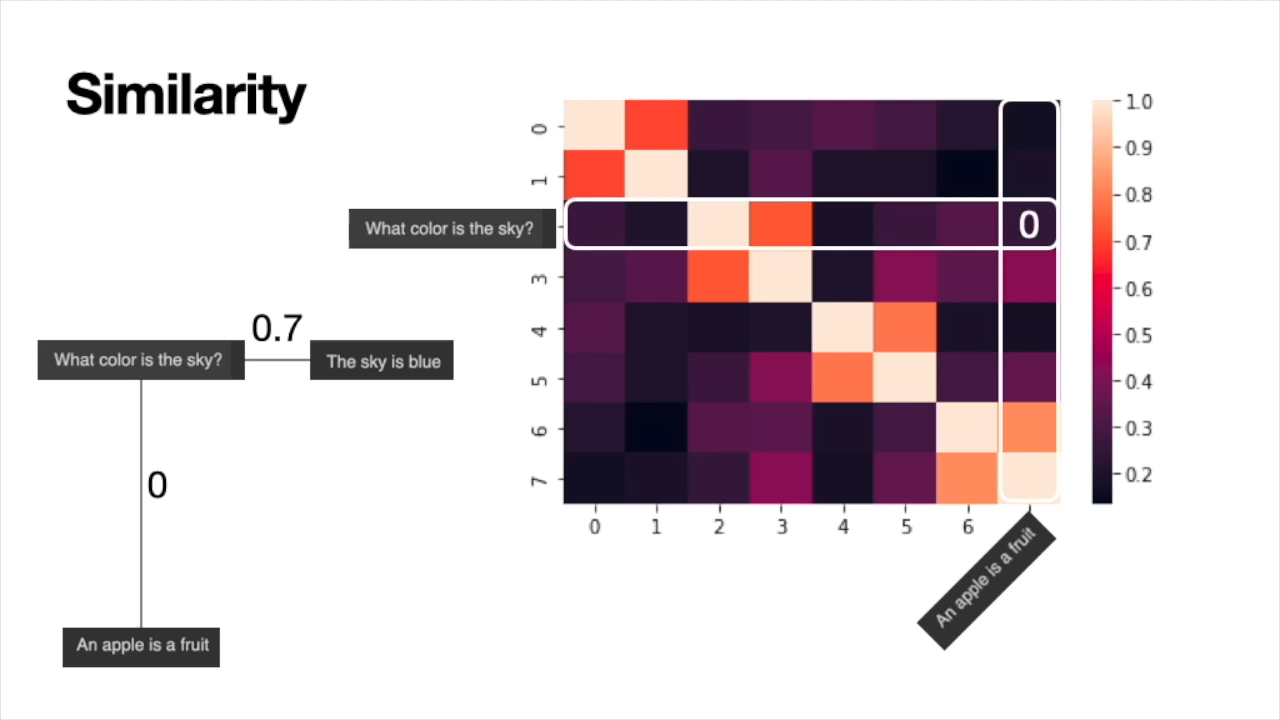 Similarity
What color is the sky?
0
What color is the sky?
0.7
The sky is blue
0
An apple is a fruit
0
1
3
4
5
6
7
0 1 2 3 4 5 6
An apple is a fruit
1.0
0.9
0.8
0.7
0.6
0.5
0.4
0.3
0.2